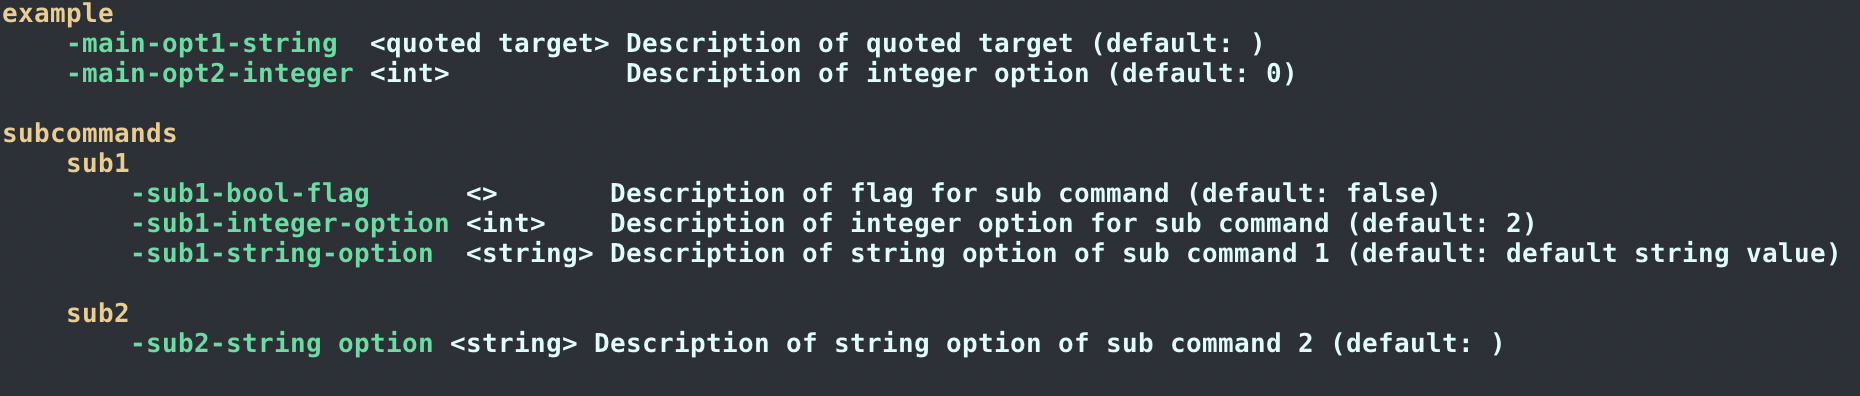 example
    -main-opt1-string  <quoted target> Description of quoted target (default: )
    -main-opt2-integer <int>           Description of integer option (default: 0)

subcommands
    sub1
        -sub1-bool-flag      <>       Description of flag for sub command (default: false)
        -sub1-integer-option <int>    Description of integer option for sub command (default: 2)
        -sub1-string-option  <string> Description of string option of sub command 1 (default: default string value)

    sub2
        -sub2-string option <string> Description of string option of sub command 2 (default: )